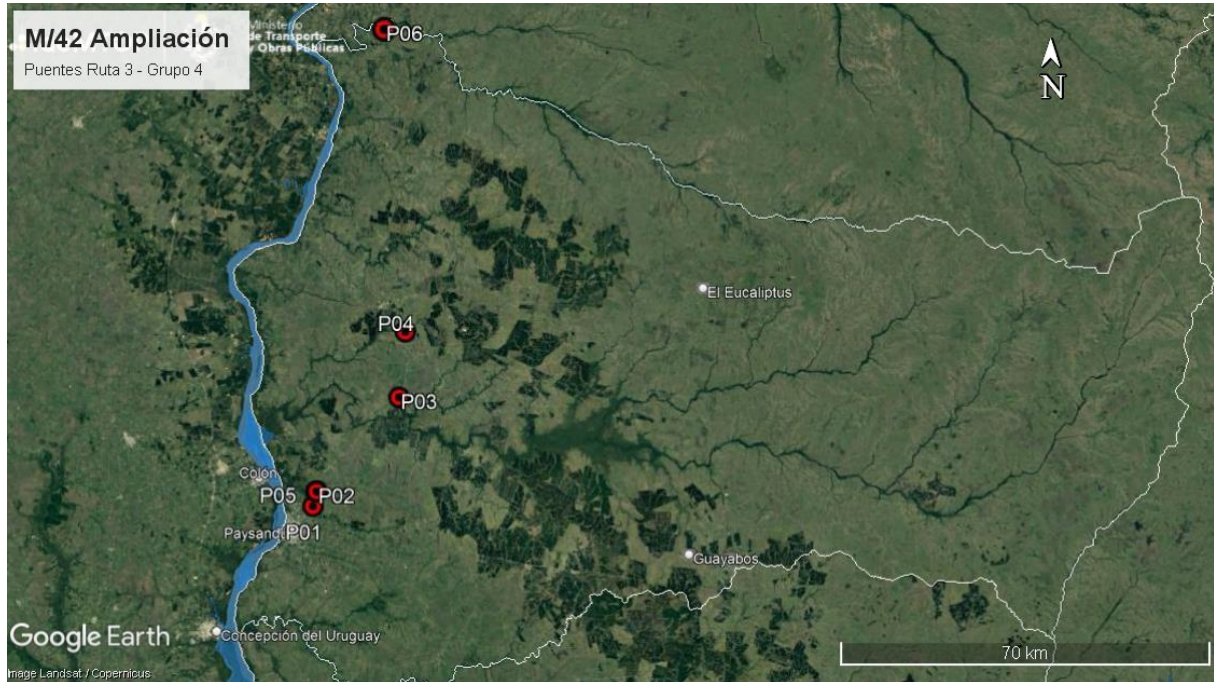 M/42 Ampliación
Puentes Ruta 3 - Grupo 4
Ministerio
de Transporte
y Obras Públicas
P06
N
El Eucaliptus
P04
P03
Colón
P05
P02
Paysandú
P01
Guayabos
Google Earth
Concepción del Uruguay
70 km
Image Landsat / Copernicus